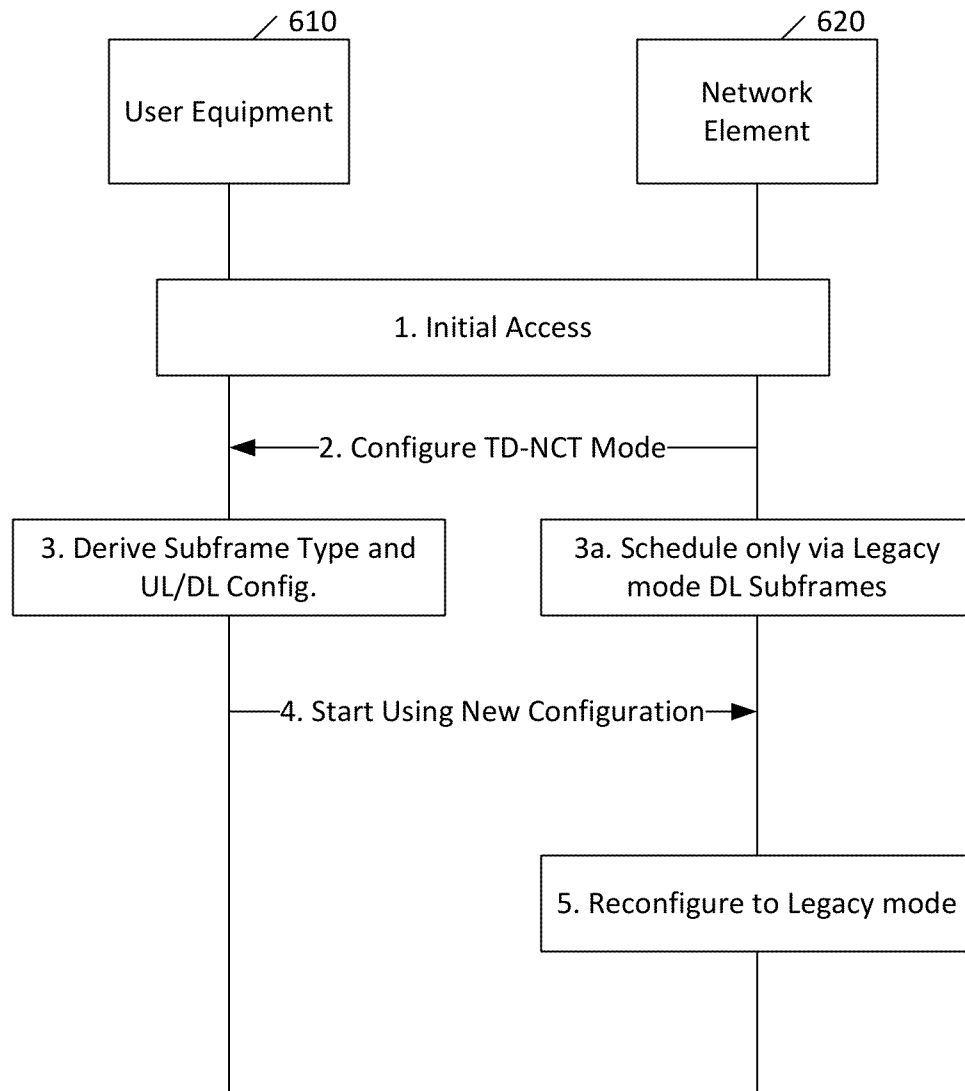 610
620
User Equipment
Network
Element
1. Initial Access
2. Configure TD-NCT Mode
3. Derive Subframe Type and
UL/DL Config.
3a. Schedule only via Legacy
mode DL Subframes
4. Start Using New Configuration
5. Reconfigure to Legacy mode